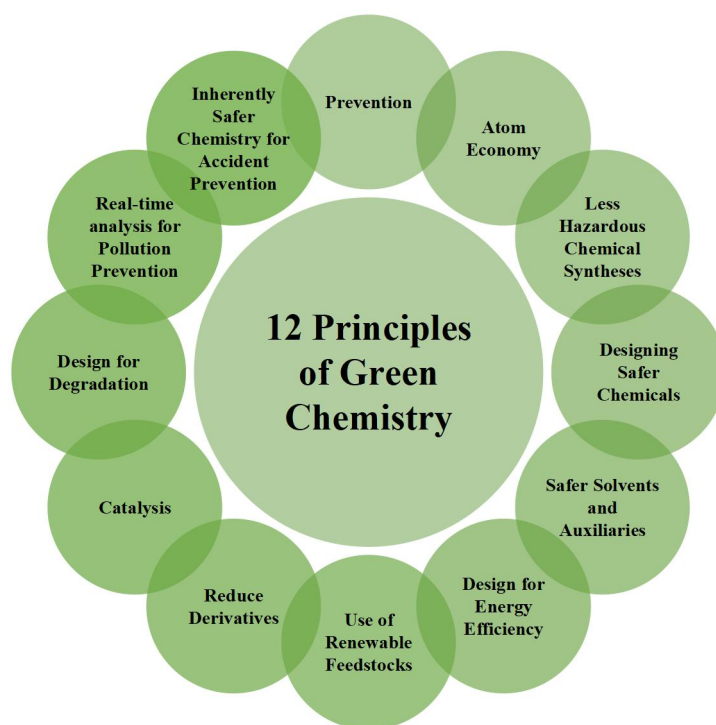 12 Principles
of Green
Chemistry
Prevention
Atom
Economy
Less
Hazardous
Chemical
Syntheses
Designing
Safer
Chemicals
Safer Solvents
and
Auxiliaries
Design for
Energy
Efficiency
Use of
Renewable
Feedstocks
Reduce
Derivatives
Catalysis
Design for
Degradation
Real-time
analysis for
Pollution
Prevention
Inherently
Safer
Chemistry for
Accident
Prevention